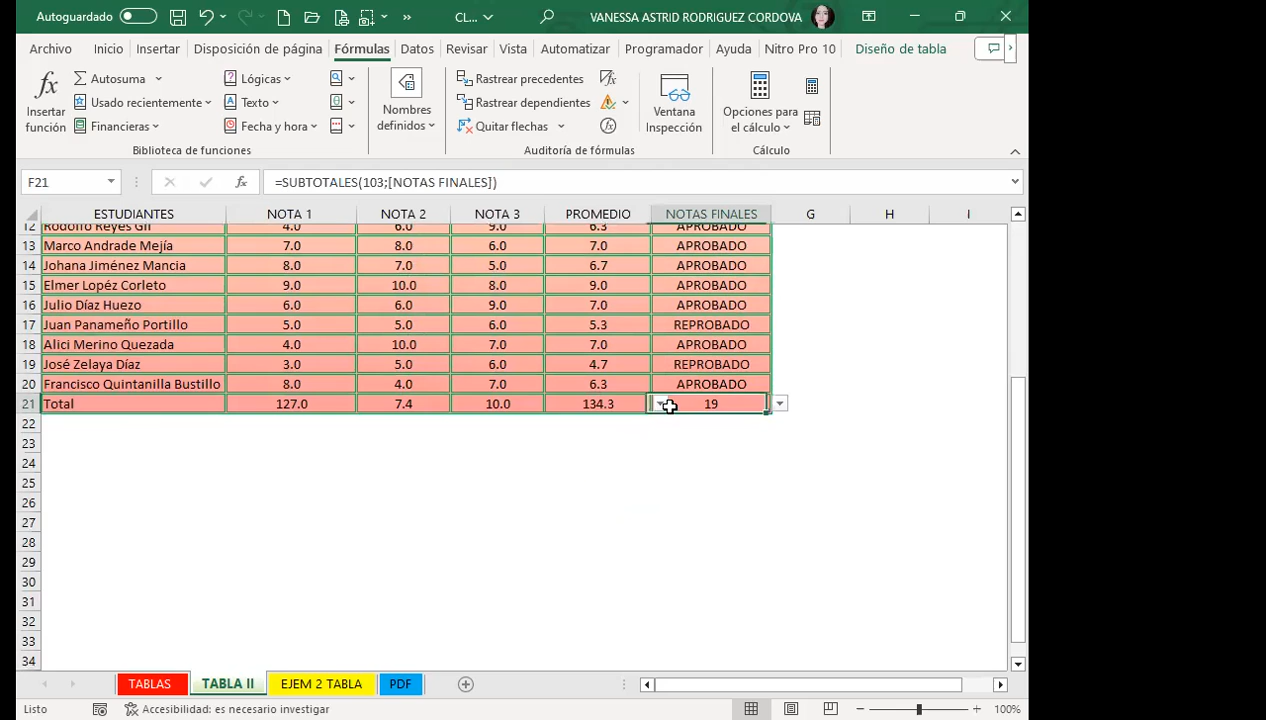 Autoguardado CL... VANESSA ASTRID RODRIGUEZ CORDOVA
Archivo Inicio Insertar Disposición de página Fórmulas Datos Revisar Vista Automatizar Programador Ayuda Nitro Pro 10 Diseño de tabla
fx Insertar función
Autosuma
Usado recientemente
Financieras
Lógicas
Texto
Fecha y hora
Biblioteca de funciones
Nombres definidos
Rastrear precedentes
Rastrear dependientes
Quitar flechas
Auditoría de fórmulas
Ventana Inspección
Opciones para el cálculo
Cálculo
F21 fx =SUBTOTALES(103;[NOTAS FINALES])
ESTUDIANTES NOTA 1 NOTA 2 NOTA 3 PROMEDIO NOTAS FINALES G H I
12 Rodolfo Reyes Gil 4.0 6.0 9.0 6.3 APROBADO
13 Marco Andrade Mejía 7.0 8.0 6.0 7.0 APROBADO
14 Johana Jiménez Mancia 8.0 7.0 5.0 6.7 APROBADO
15 Elmer Lopéz Corleto 9.0 10.0 8.0 9.0 APROBADO
16 Julio Díaz Huezo 6.0 6.0 9.0 7.0 APROBADO
17 Juan Panameño Portillo 5.0 5.0 6.0 5.3 REPROBADO
18 Alici Merino Quezada 4.0 10.0 7.0 7.0 APROBADO
19 José Zelaya Díaz 3.0 5.0 6.0 4.7 REPROBADO
20 Francisco Quintanilla Bustillo 8.0 4.0 7.0 6.3 APROBADO
21 Total 127.0 7.4 10.0 134.3 19
22
23
24
25
26
27
28
29
30
31
32
33
34
TABLAS TABLA II EJEM 2 TABLA PDF
Listo Accesibilidad: es necesario investigar 100%